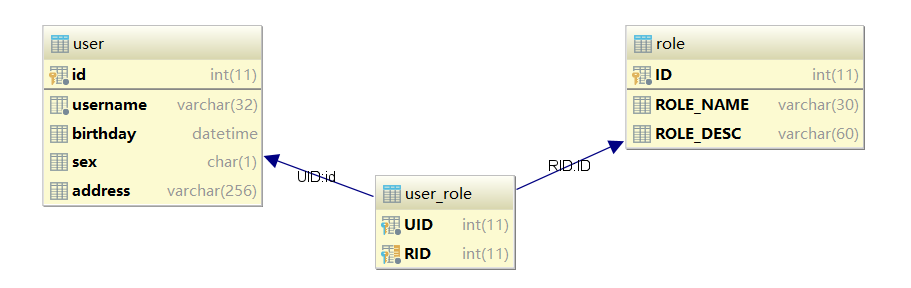 user
id int(11)
username varchar(32)
birthday datetime
sex char(1)
address varchar(256)
role
ID int(11)
ROLE_NAME varchar(30)
ROLE_DESC varchar(60)
UID:id
RID:ID
user_role
UID int(11)
RID int(11)